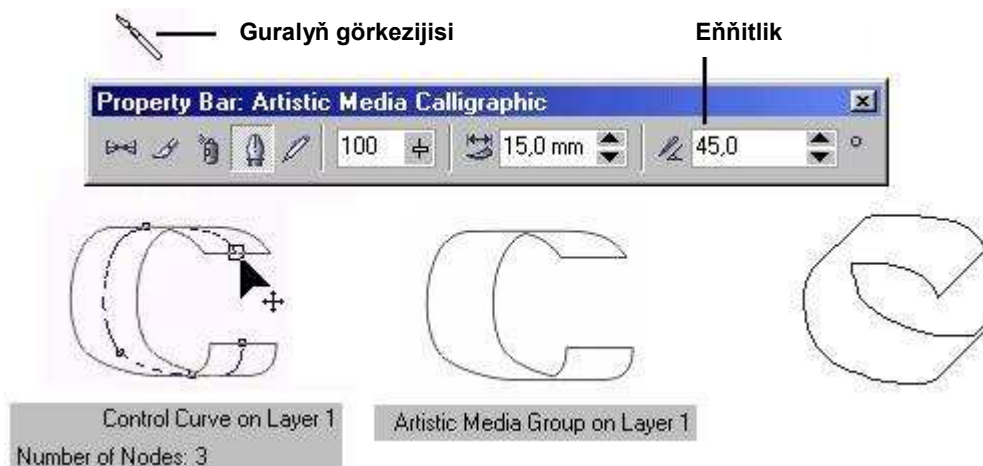 Guralyň görkezijisi
Eňňitlik
Property Bar: Artistic Media Calligraphic
100
15,0 mm
45,0 °
Control Curve on Layer 1
Number of Nodes: 3
Artistic Media Group on Layer 1